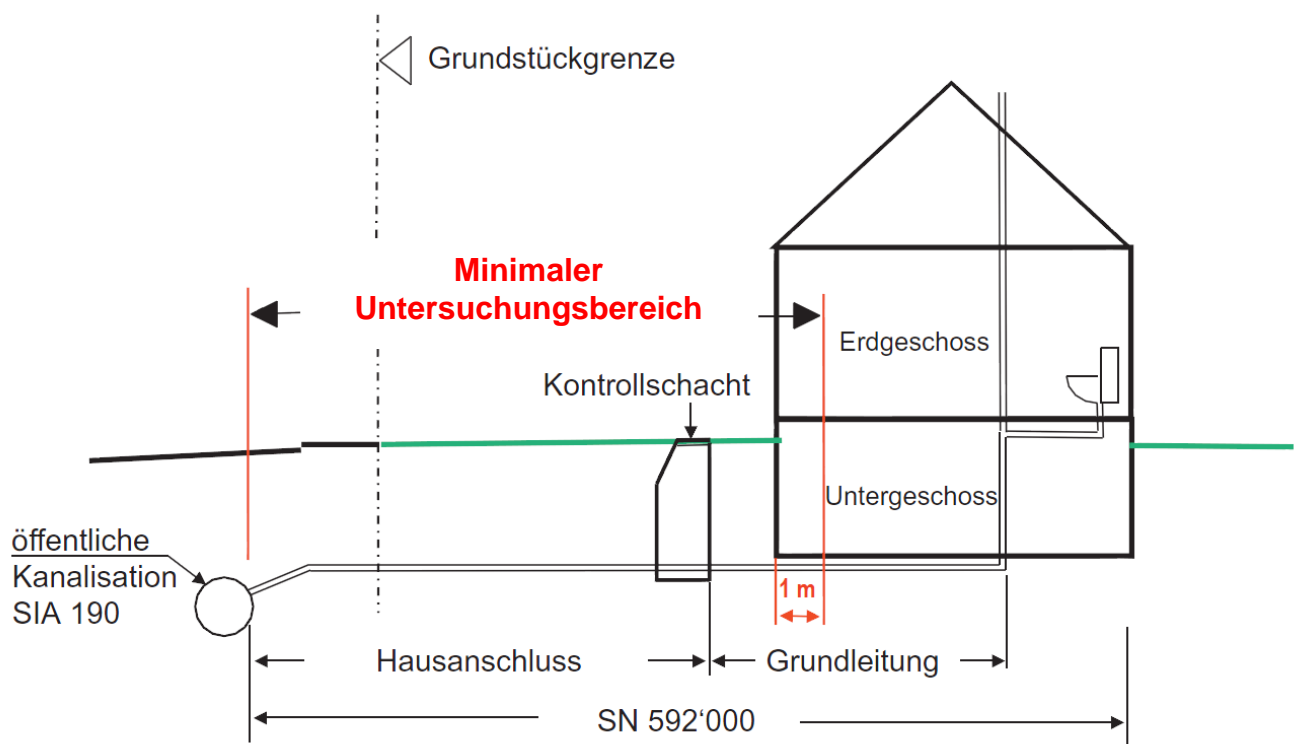 Grundstückgrenze
Minimaler
Untersuchungsbereich
Erdgeschoss
Kontrollschacht
Untergeschoss
öffentliche
Kanalisation
SIA 190
1 m
Hausanschluss
Grundleitung
SN 592‘000